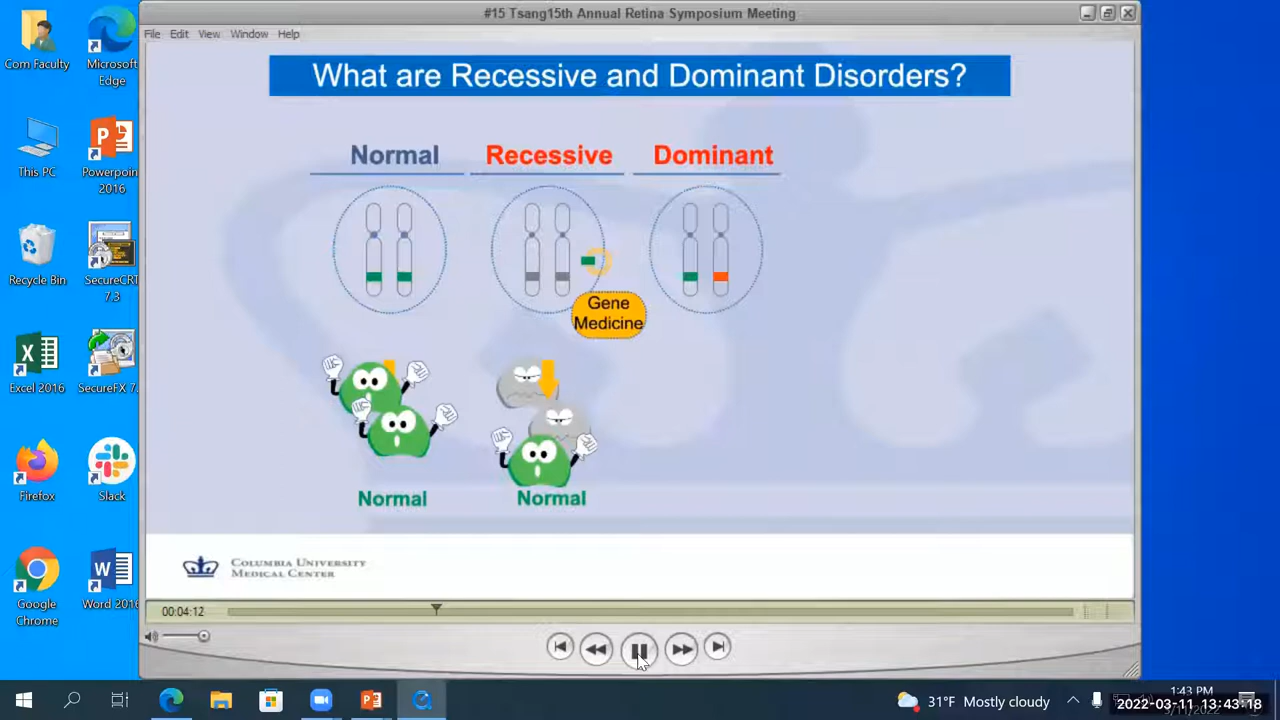 #15 Tsang15th Annual Retina Symposium Meeting
File Edit View Window Help
Com Faculty
Microsoft
Edge
This PC
Powerpoin
2016
Recycle Bin
SecureCRT
7.3
Excel 2016
SecureFX 7.
Firefox
Slack
Google
Chrome
Word 2016
What are Recessive and Dominant Disorders?
Normal Recessive Dominant
Gene
Medicine
Normal Normal
COLUMBIA UNIVERSITY
MEDICAL CENTER
00:04:12
31°F Mostly cloudy
1:43 PM
2022-03-11 13:43:18